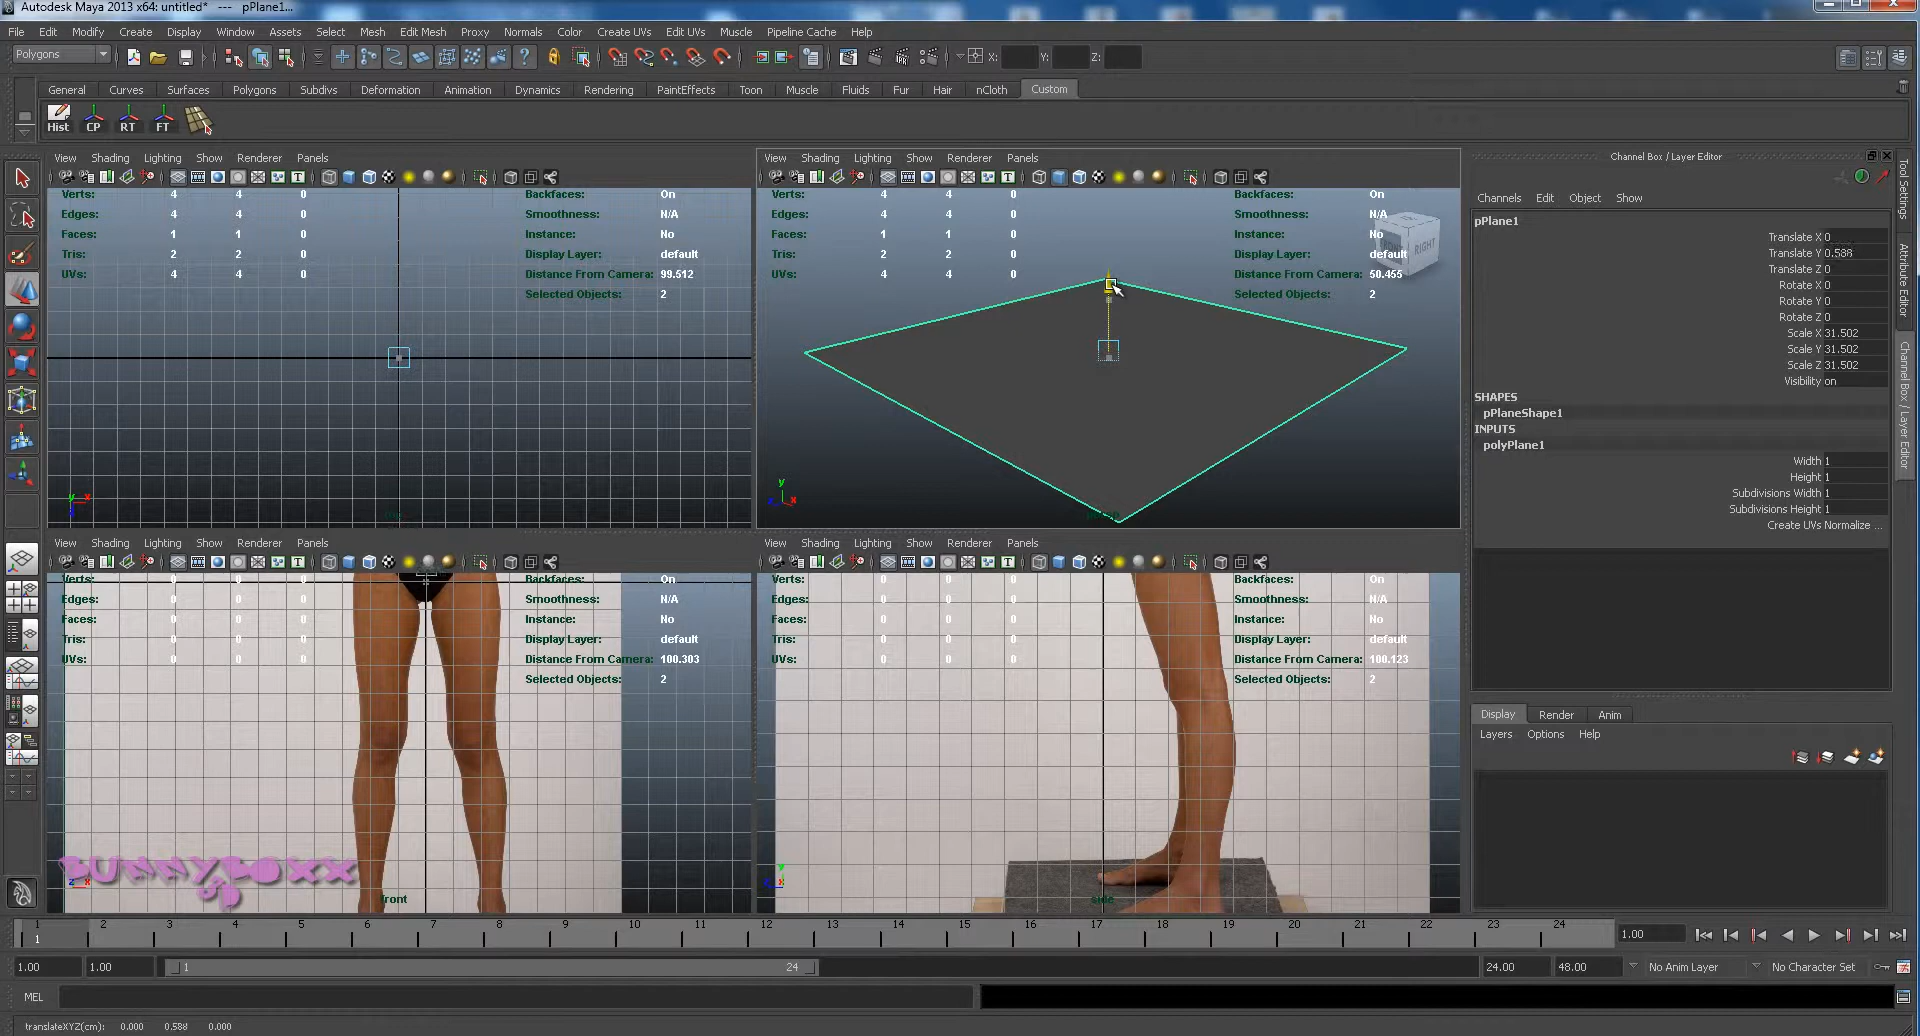 Autodesk Maya 2013 x64: untitled* --- pPlane1...
File Edit Modify Create Display Window Assets Select Mesh Edit Mesh Proxy Normals Color Create UVs Edit UVs Muscle Pipeline Cache Help
Polygons X: Y: Z:
General Curves Surfaces Polygons Subdivs Deformation Animation Dynamics Rendering PaintEffects Toon Muscle Fluids Fur Hair nCloth Custom
Hist CP RT FT
View Shading Lighting Show Renderer Panels
Verts: 4 4 0 Backfaces: On
Edges: 4 4 0 Smoothness: N/A
Faces: 1 1 0 Instance: No
Tris: 2 2 0 Display Layer: default
UVs: 4 4 0 Distance From Camera: 99.512
Selected Objects: 2
View Shading Lighting Show Renderer Panels
Verts: 4 4 0 Backfaces: On
Edges: 4 4 0 Smoothness: N/A
Faces: 1 1 0 Instance: No
Tris: 2 2 0 Display Layer: default
UVs: 4 4 0 Distance From Camera: 50.455
Selected Objects: 2
FRONT RIGHT
View Shading Lighting Show Renderer Panels
Verts: 0 0 0 Backfaces: On
Edges: 0 0 0 Smoothness: N/A
Faces: 0 0 0 Instance: No
Tris: 0 0 0 Display Layer: default
UVs: 0 0 0 Distance From Camera: 100.303
Selected Objects: 2
BUNNYBOXX
3D
front
View Shading Lighting Show Renderer Panels
Verts: 0 0 0 Backfaces: On
Edges: 0 0 0 Smoothness: N/A
Faces: 0 0 0 Instance: No
Tris: 0 0 0 Display Layer: default
UVs: 0 0 0 Distance From Camera: 100.123
Selected Objects: 2
side
Channel Box / Layer Editor
Channels Edit Object Show
pPlane1
Translate X 0
Translate Y 0.588
Translate Z 0
Rotate X 0
Rotate Y 0
Rotate Z 0
Scale X 31.502
Scale Y 31.502
Scale Z 31.502
Visibility on
SHAPES
pPlaneShape1
INPUTS
polyPlane1
Width 1
Height 1
Subdivisions Width 1
Subdivisions Height 1
Create UVs Normalize ...
Display Render Anim
Layers Options Help
Tool Settings
Attribute Editor
Channel Box / Layer Editor
1 2 3 4 5 6 7 8 9 10 11 12 13 14 15 16 17 18 19 20 21 22 23 24
1 1.00
1.00 1.00 1 24 24.00 48.00 No Anim Layer No Character Set
MEL
translateXYZ(cm): 0.000 0.588 0.000